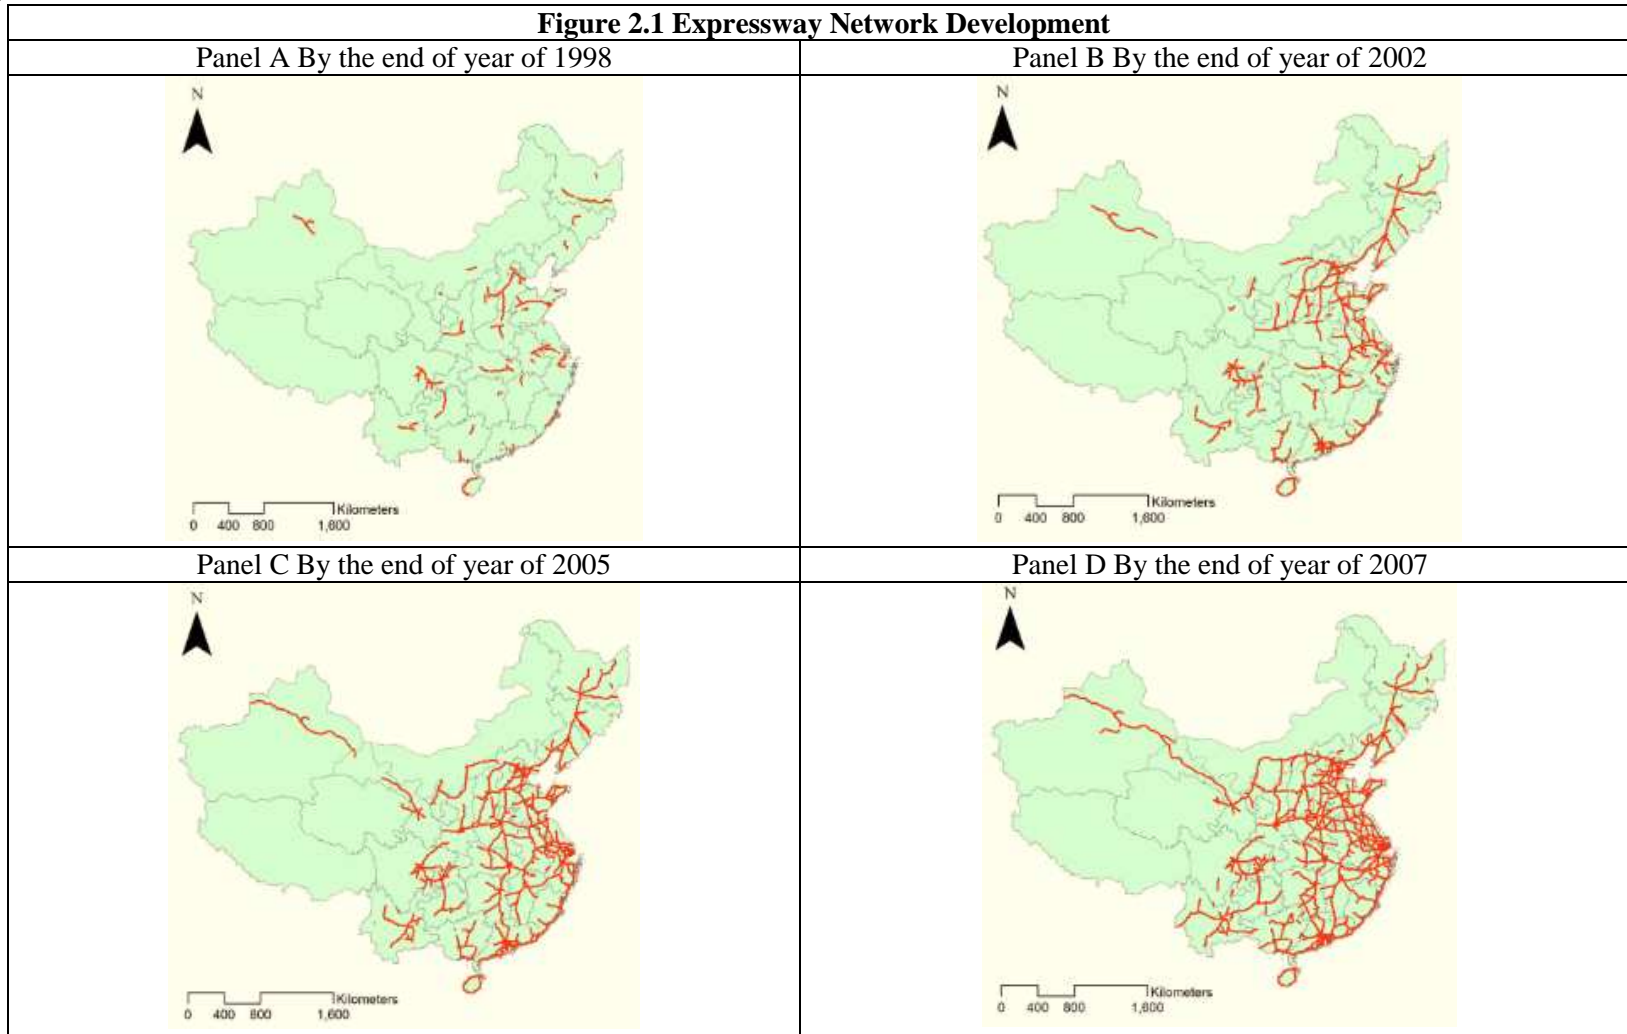 Figure 2.1 Expressway Network Development
Panel A By the end of year of 1998
Panel B By the end of year of 2002
N
Kilometers
0 400 800 1,600
N
Kilometers
0 400 800 1,600
Panel C By the end of year of 2005
Panel D By the end of year of 2007
N
Kilometers
0 400 800 1,600
N
Kilometers
0 400 800 1,600